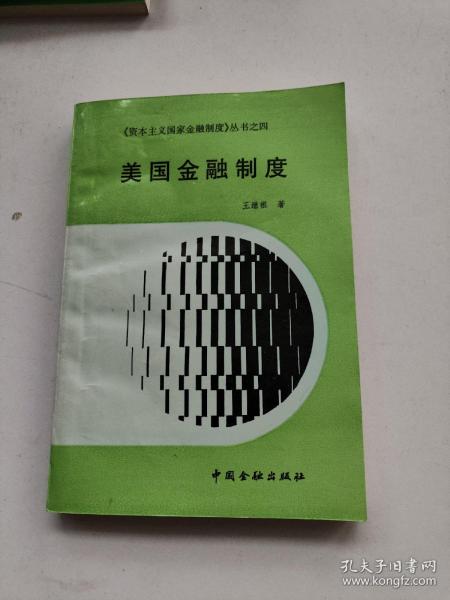 《资本主义国家金融制度》丛书之四
美国金融制度
王继祖 著
中国金融出版社
孔夫子旧书网
www.kongfz.com